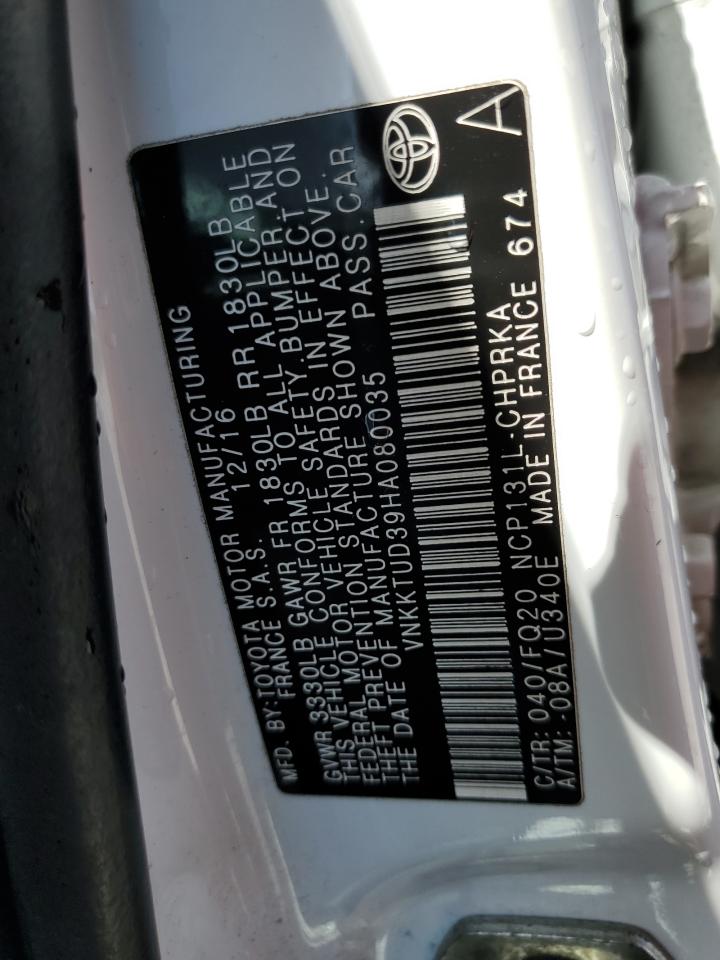 MFD. BY:TOYOTA MOTOR MANUFACTURING
FRANCE S.A.S. 12/16
GVWR 3330LB GAWR FR 1830LB RR 1830LB
THIS VEHICLE CONFORMS TO ALL APPLICABLE
FEDERAL MOTOR VEHICLE SAFETY, BUMPER, AND
THEFT PREVENTION STANDARDS IN EFFECT ON
THE DATE OF MANUFACTURE SHOWN ABOVE.
VNKKTUD39HA080035 PASS. CAR
C/TR: 040/FQ20 NCP131L-CHPRKA
A/TM: -08A/U340E MADE IN FRANCE 674
A